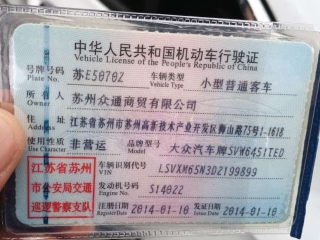 中华人民共和国机动车行驶证
Vehicle License of the People's Republic of China
号牌号码 苏E5070Z 车辆类型 小型普通客车
Plate No. Vehicle Type
所有人 苏州众通商贸有限公司
Owner
住址 江苏省苏州市苏州高新技术产业开发区狮山路75号1-1618
Address
使用性质 非营运 品牌型号 大众汽车牌SVW6451TED
Use Character Model
江苏省苏州
市公安局交通
巡逻警察支队
车辆识别代号 LSVXM65N3D2199899
VIN
发动机号码 S14022
Engine No.
注册日期 2014-01-10 发证日期 2014-01-10
Register Date Issue Date